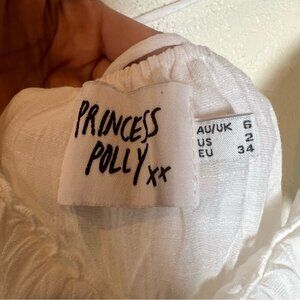 PRINCESS
POLLY xx
AU/UK 6
US 2
EU 34